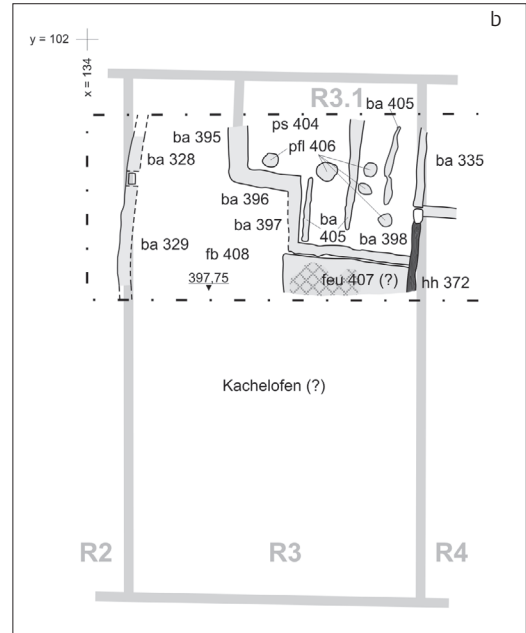 b
y = 102
x = 134
R3.1
ba 405
ps 404
ba 395
pfl 406
ba 328
ba 335
ba 396
ba 397
ba 405
ba 398
ba 329
fb 408
397,75
feu 407 (?)
hh 372
Kachelofen (?)
R2
R3
R4